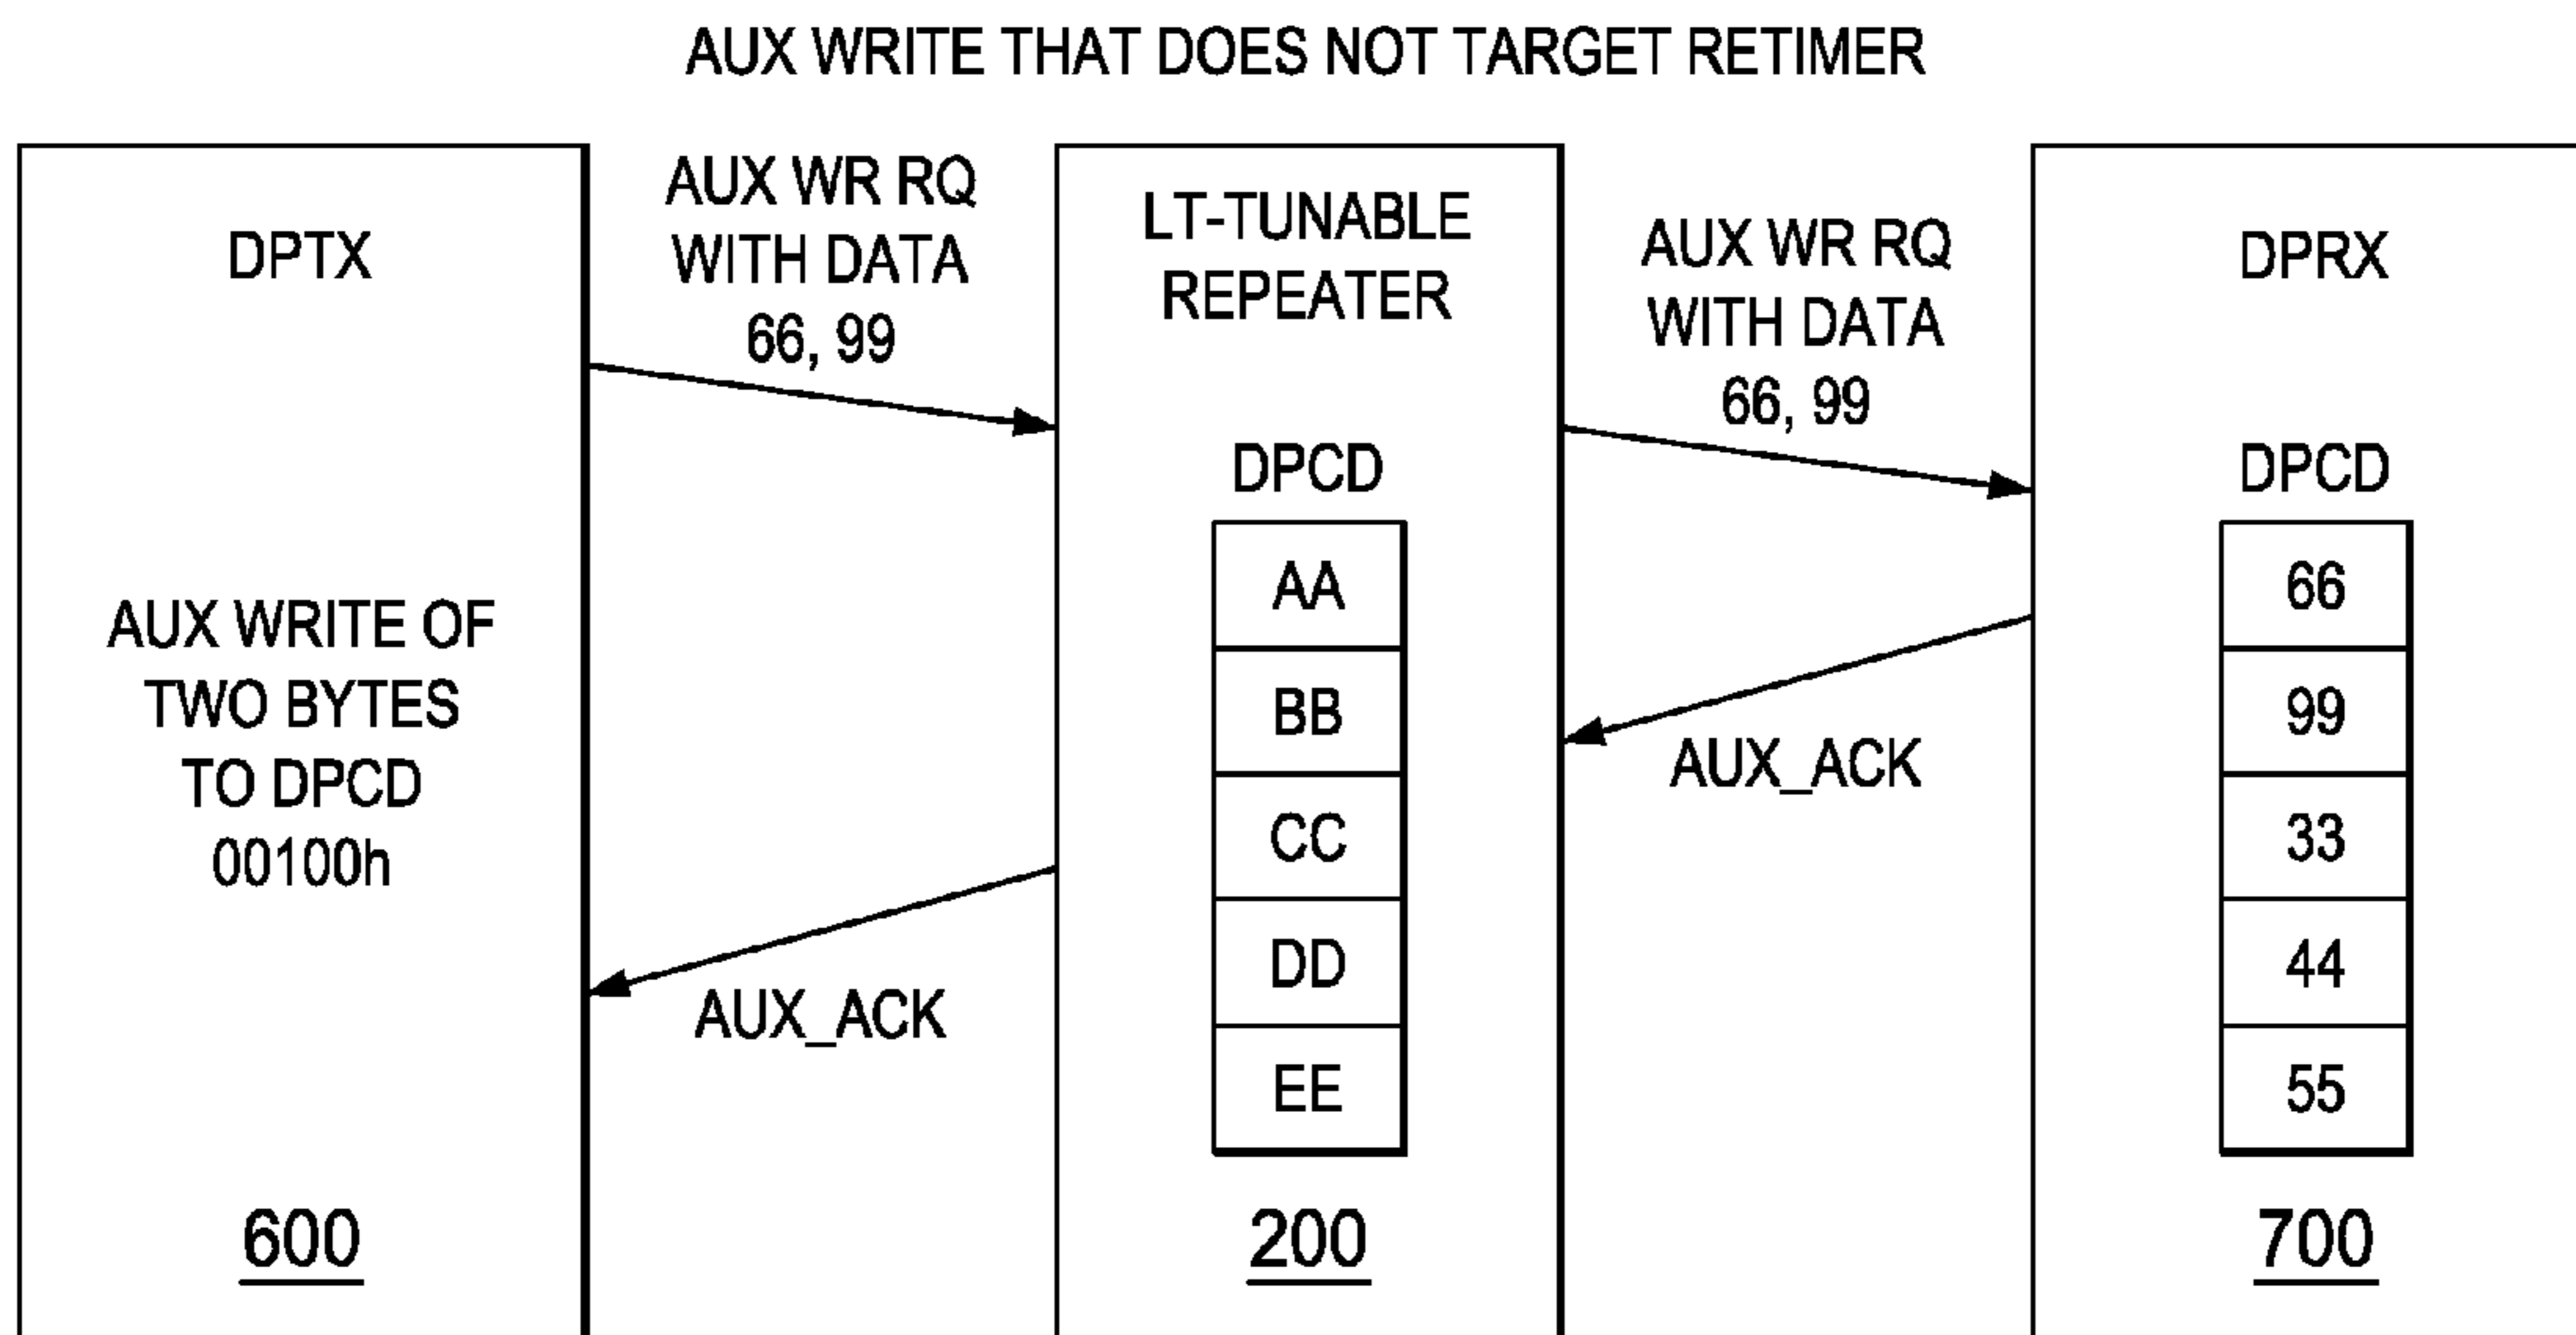 AUX WRITE THAT DOES NOT TARGET RETIMER
DPTX
AUX WRITE OF
TWO BYTES
TO DPCD
00100h
600
AUX WR RQ
WITH DATA
66, 99
AUX_ACK
LT-TUNABLE
REPEATER
DPCD
AA
BB
CC
DD
EE
200
AUX WR RQ
WITH DATA
66, 99
AUX_ACK
DPRX
DPCD
66
99
33
44
55
700